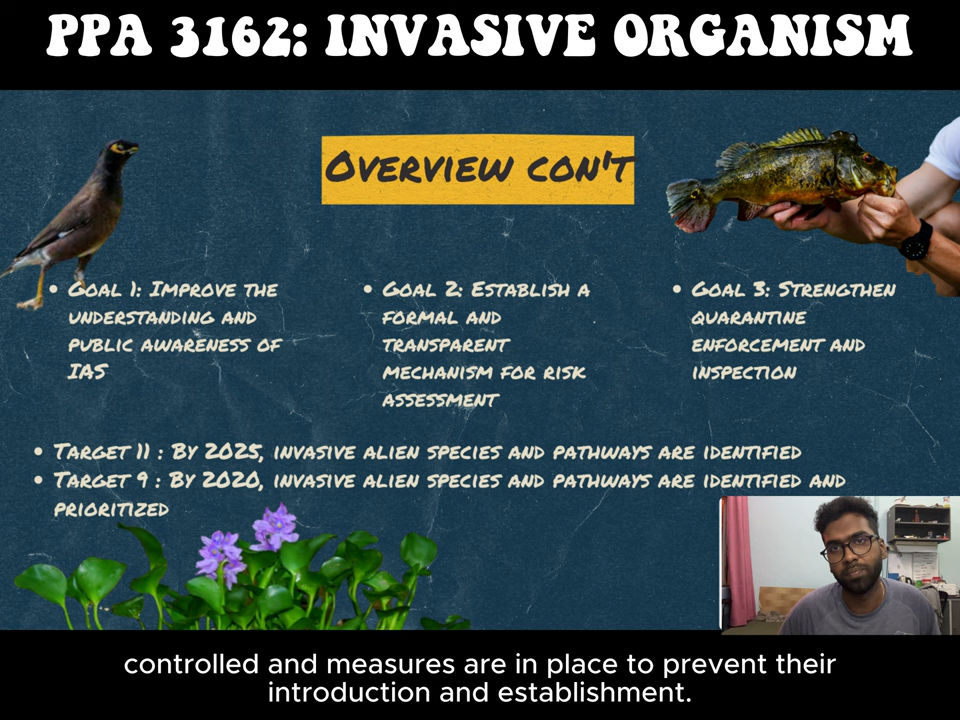 PPA 3162: INVASIVE ORGANISM
OVERVIEW CON'T
• GOAL 1: IMPROVE THE
UNDERSTANDING AND
PUBLIC AWARENESS OF
IAS
• GOAL 2: ESTABLISH A
FORMAL AND
TRANSPARENT
MECHANISM FOR RISK
ASSESSMENT
• GOAL 3: STRENGTHEN
QUARANTINE
ENFORCEMENT AND
INSPECTION
• TARGET 11 : BY 2025, INVASIVE ALIEN SPECIES AND PATHWAYS ARE IDENTIFIED
• TARGET 9 : BY 2020, INVASIVE ALIEN SPECIES AND PATHWAYS ARE IDENTIFIED AND
PRIORITIZED
controlled and measures are in place to prevent their
introduction and establishment.